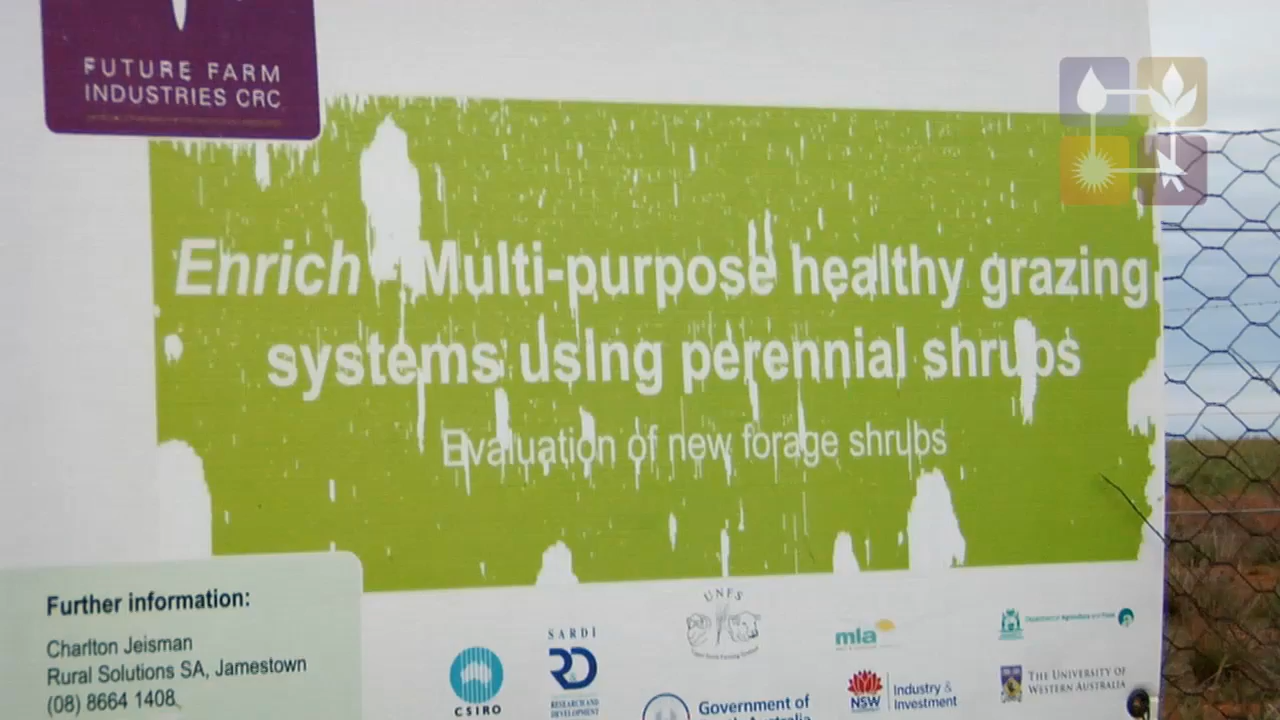 FUTURE FARM
INDUSTRIES CRC
Enrich Multi-purpose healthy grazing
systems using perennial shrubs
Evaluation of new forage shrubs
Further information:
Charlton Jeisman
Rural Solutions SA, Jamestown
(08) 8664 1408
UNFS
SARDI
RESEARCH AND
DEVELOPMENT
CSIRO
mla
Department of Agriculture and Food
Government of
Australia
NSW
Industry &
Investment
THE UNIVERSITY OF
WESTERN AUSTRALIA